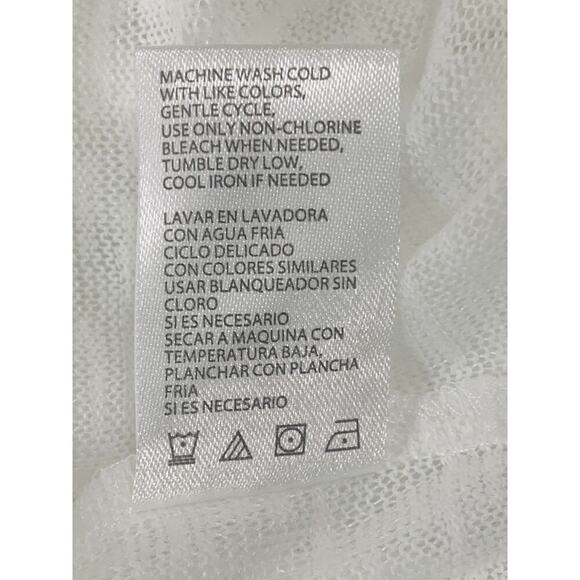 MACHINE WASH COLD
WITH LIKE COLORS,
GENTLE CYCLE,
USE ONLY NON-CHLORINE
BLEACH WHEN NEEDED,
TUMBLE DRY LOW,
COOL IRON IF NEEDED
LAVAR EN LAVADORA
CON AGUA FRIA
CICLO DELICADO
CON COLORES SIMILARES
USAR BLANQUEADOR SIN
CLORO
SI ES NECESARIO
SECAR A MAQUINA CON
TEMPERATURA BAJA,
PLANCHAR CON PLANCHA
FRIA
SI ES NECESARIO